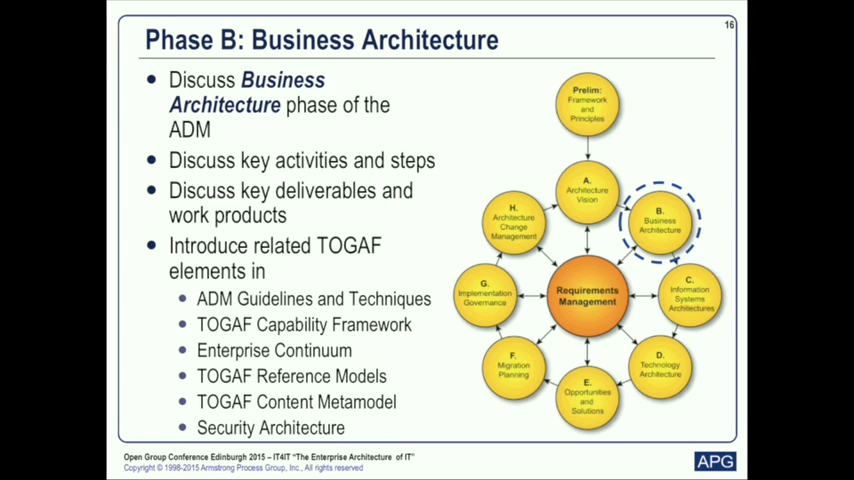 16
Phase B: Business Architecture
• Discuss Business
Architecture phase of the
ADM
• Discuss key activities and steps
• Discuss key deliverables and
work products
• Introduce related TOGAF
elements in
• ADM Guidelines and Techniques
• TOGAF Capability Framework
• Enterprise Continuum
• TOGAF Reference Models
• TOGAF Content Metamodel
• Security Architecture
Prelim:
Framework
and
Principles
A.
Architecture
Vision
B.
Business
Architecture
C.
Information
Systems
Architectures
D.
Technology
Architecture
E.
Opportunities
and
Solutions
F.
Migration
Planning
G.
Implementation
Governance
H.
Architecture
Change
Management
Requirements
Management
Open Group Conference Edinburgh 2015 – IT4IT “The Enterprise Architecture of IT”
Copyright © 1998-2015 Armstrong Process Group, Inc., All rights reserved
APG